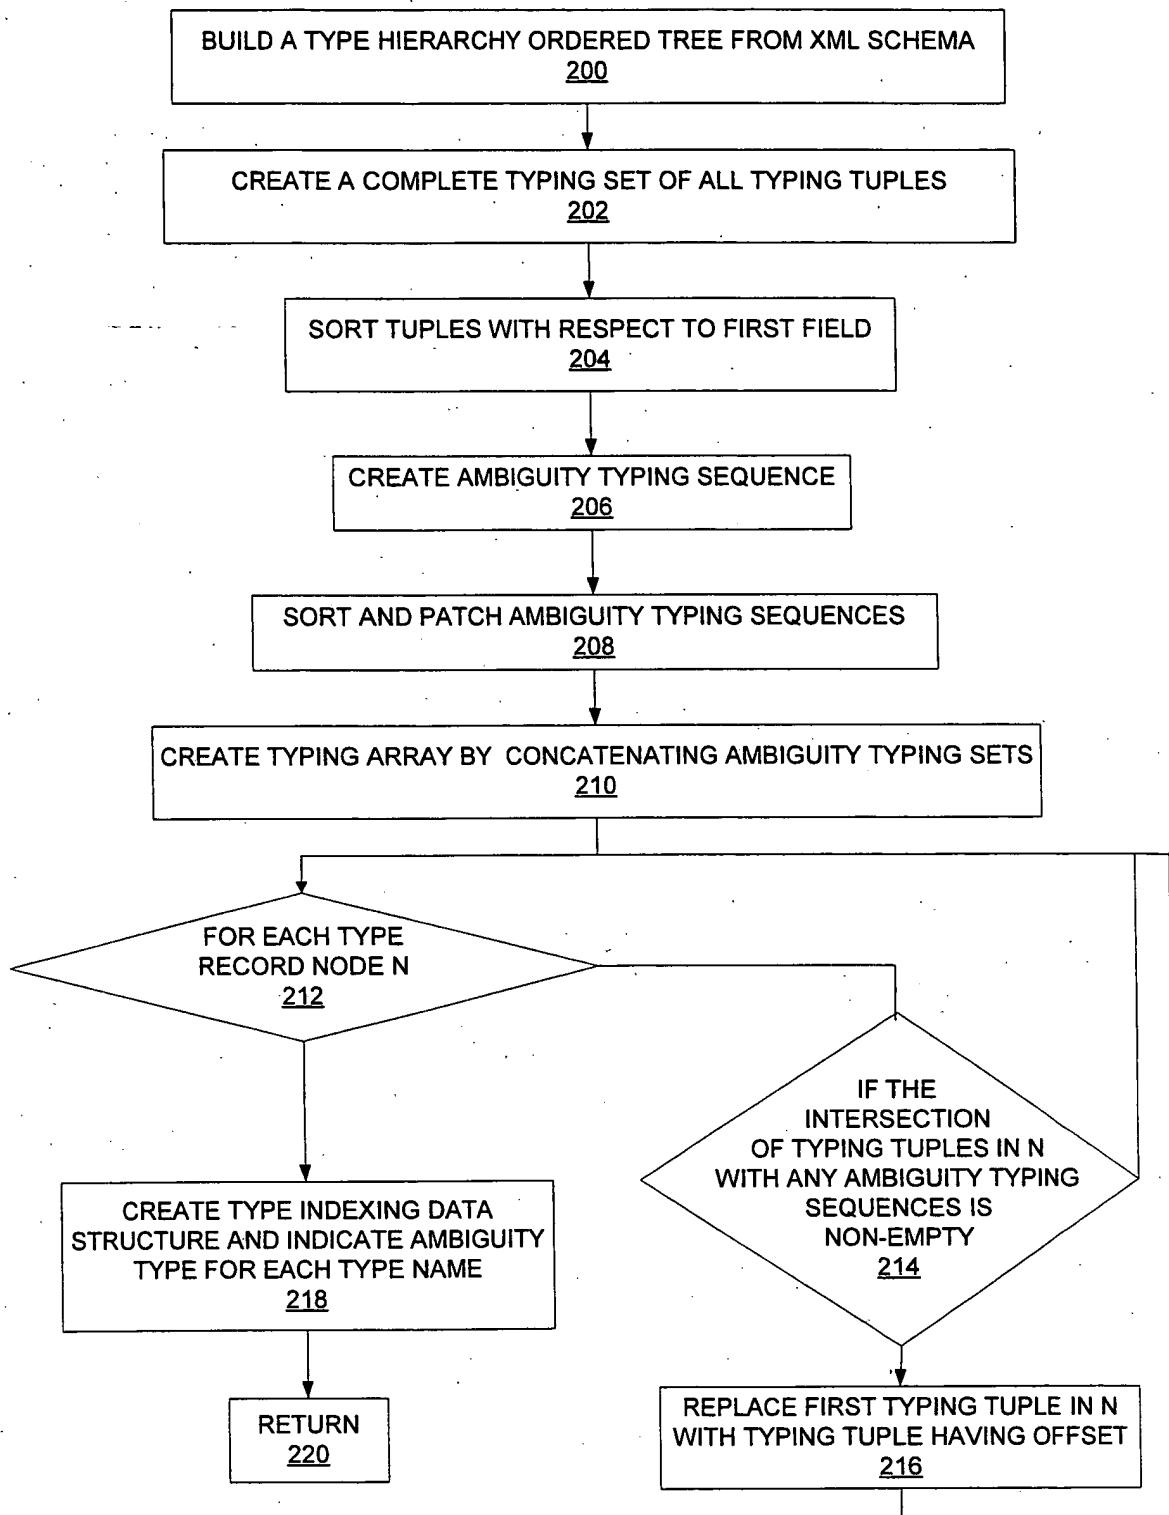 BUILD A TYPE HIERARCHY ORDERED TREE FROM XML SCHEMA
200
CREATE A COMPLETE TYPING SET OF ALL TYPING TUPLES
202
SORT TUPLES WITH RESPECT TO FIRST FIELD
204
CREATE AMBIGUITY TYPING SEQUENCE
206
SORT AND PATCH AMBIGUITY TYPING SEQUENCES
208
CREATE TYPING ARRAY BY CONCATENATING AMBIGUITY TYPING SETS
210
FOR EACH TYPE
RECORD NODE N
212
IF THE
INTERSECTION
OF TYPING TUPLES IN N
WITH ANY AMBIGUITY TYPING
SEQUENCES IS
NON-EMPTY
214
CREATE TYPE INDEXING DATA
STRUCTURE AND INDICATE AMBIGUITY
TYPE FOR EACH TYPE NAME
218
REPLACE FIRST TYPING TUPLE IN N
WITH TYPING TUPLE HAVING OFFSET
216
RETURN
220